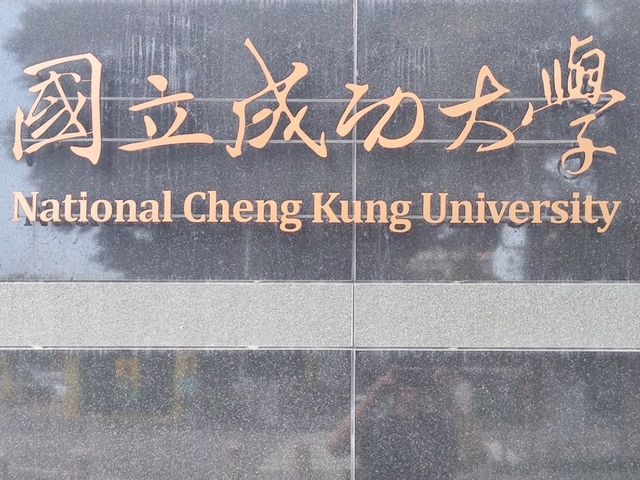 國立成功大學
National Cheng Kung University